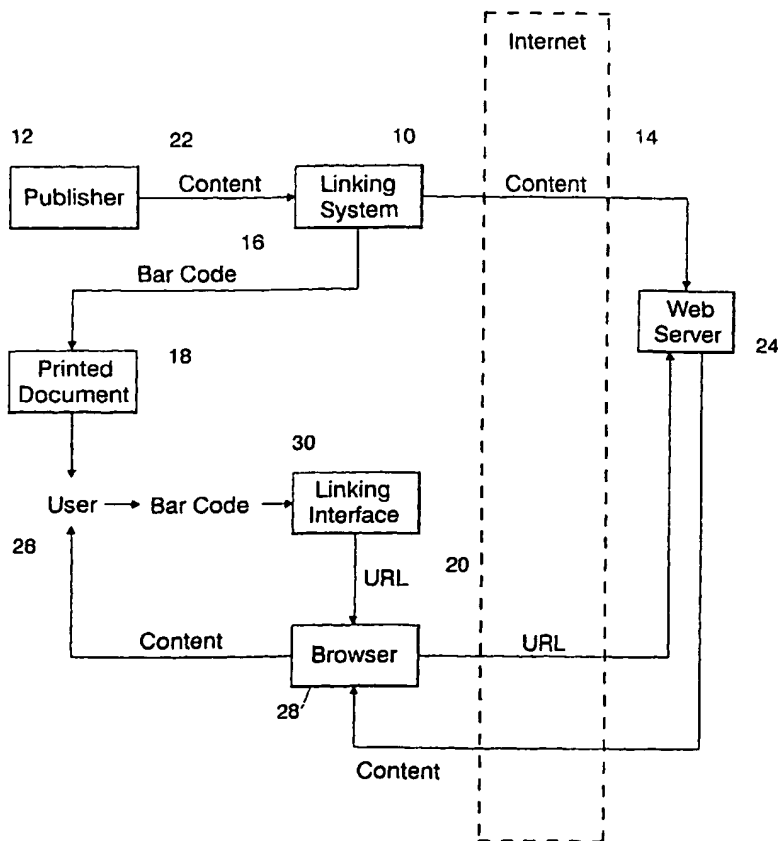 Internet
12
22
10
14
Publisher
Content
Linking
System
Content
16
Bar Code
Web
Server
24
Printed
Document
18
30
User
Bar Code
Linking
Interface
26
URL
20
Content
Browser
URL
28
Content